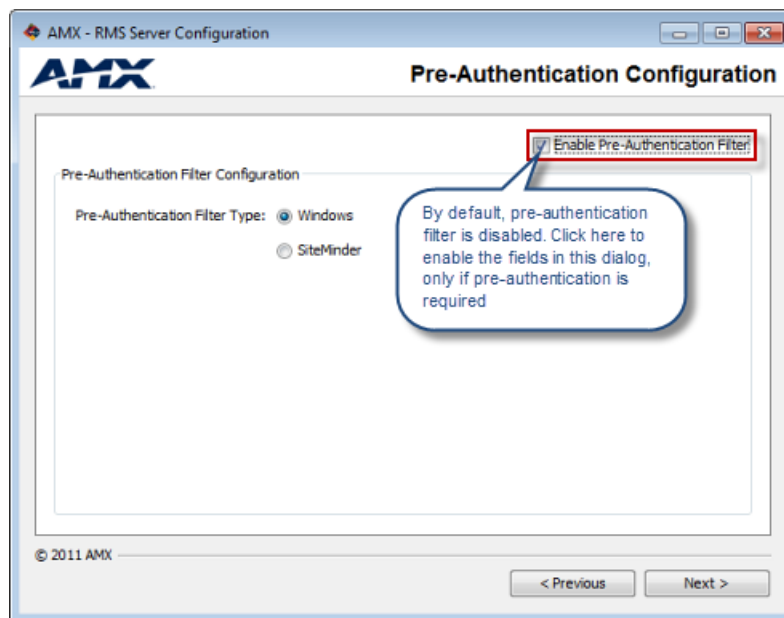 AMX - RMS Server Configuration
AMX
Pre-Authentication Configuration
Enable Pre-Authentication Filter
Pre-Authentication Filter Configuration
Pre-Authentication Filter Type:
Windows
SiteMinder
By default, pre-authentication
filter is disabled. Click here to
enable the fields in this dialog,
only if pre-authentication is
required
© 2011 AMX
< Previous
Next >